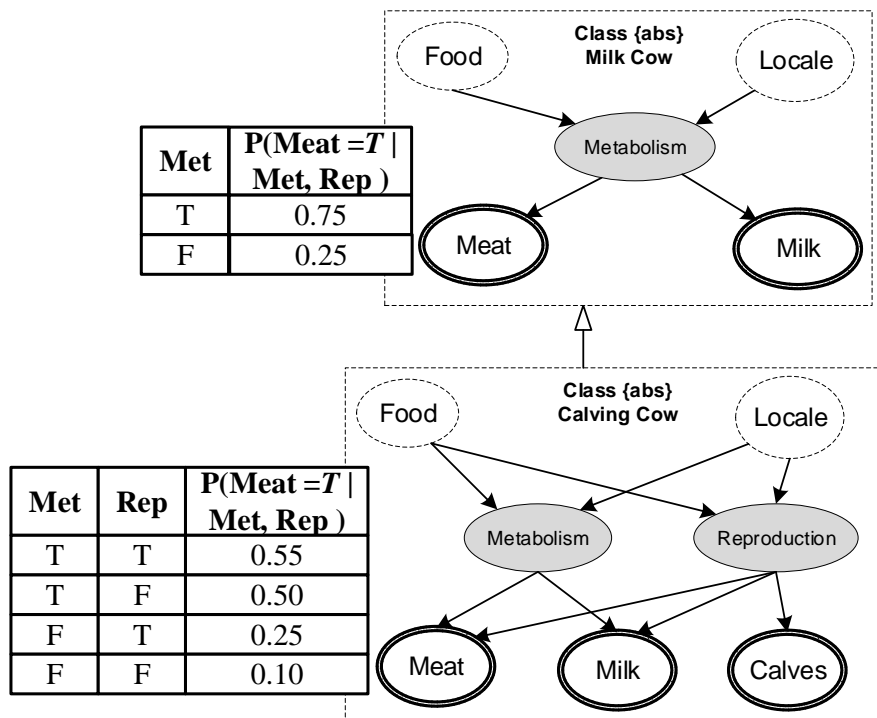 Class {abs}
Milk Cow
Food
Locale
Metabolism
Meat
Milk
Met
P(Meat =T |
Met, Rep )
T 0.75
F 0.25
Class {abs}
Calving Cow
Food
Locale
Metabolism
Reproduction
Meat
Milk
Calves
Met
Rep
P(Meat =T |
Met, Rep )
T T 0.55
T F 0.50
F T 0.25
F F 0.10